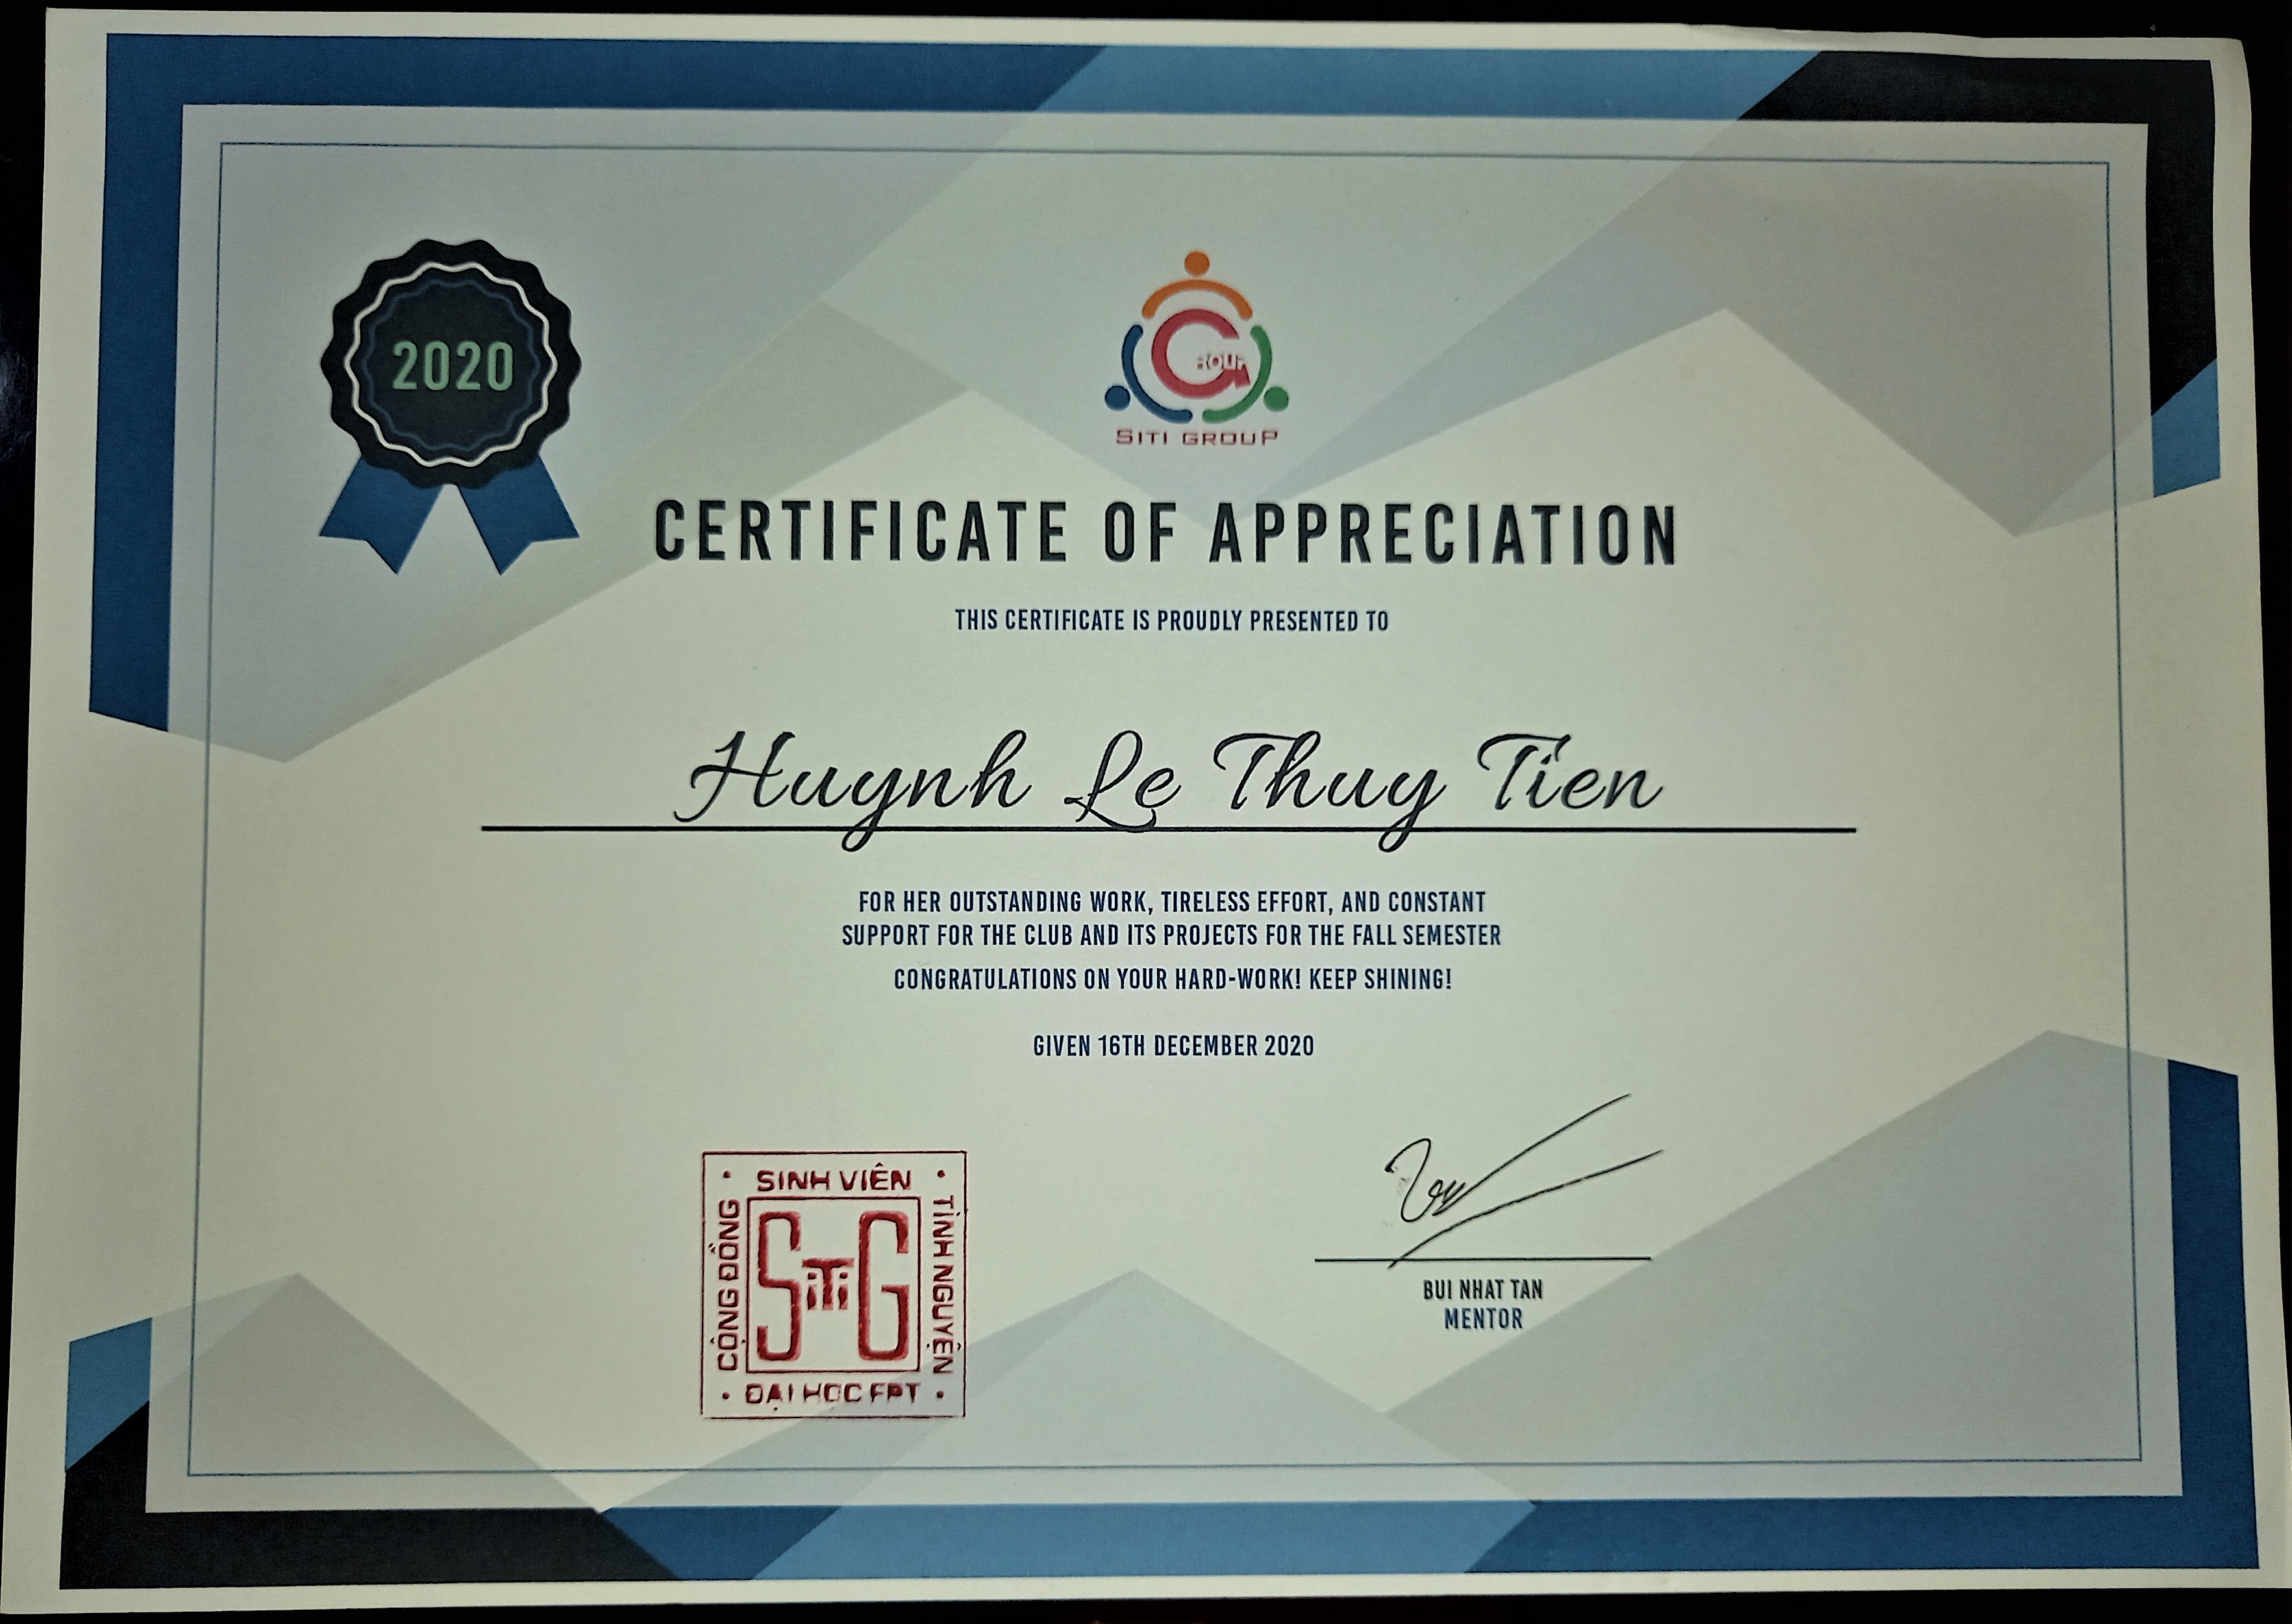 2020
GROUP
SITI GROUP
CERTIFICATE OF APPRECIATION
THIS CERTIFICATE IS PROUDLY PRESENTED TO
Huynh Le Thuy Tien
FOR HER OUTSTANDING WORK, TIRELESS EFFORT, AND CONSTANT
SUPPORT FOR THE CLUB AND ITS PROJECTS FOR THE FALL SEMESTER
CONGRATULATIONS ON YOUR HARD-WORK! KEEP SHINING!
GIVEN 16TH DECEMBER 2020
SINH VIÊN
CỘNG ĐỒNG
SiTiG
TÌNH NGUYỆN
ĐẠI HỌC FPT
BUI NHAT TAN
MENTOR